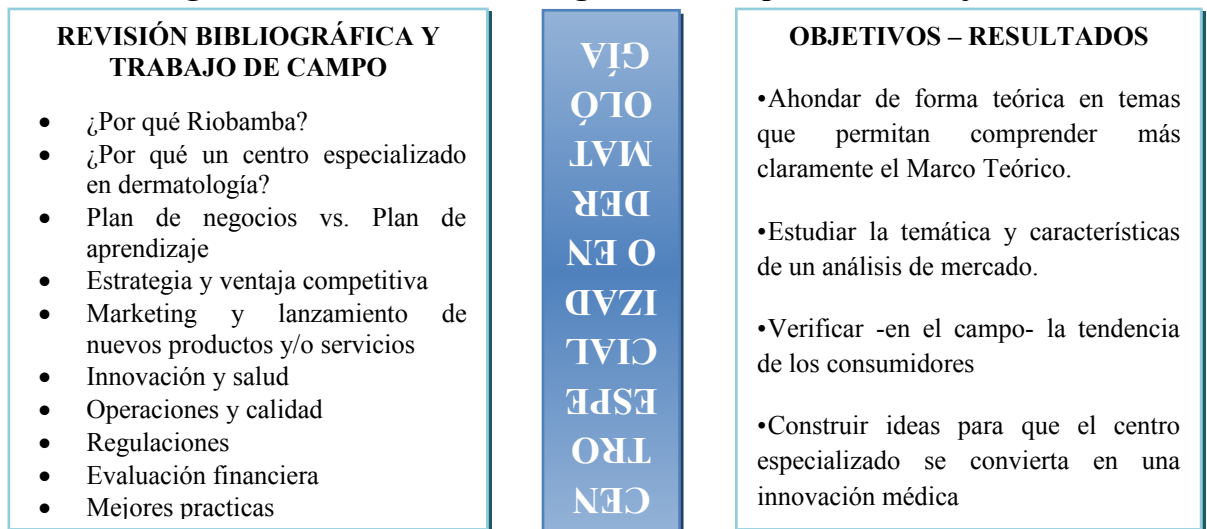 REVISIÓN BIBLIOGRÁFICA Y
TRABAJO DE CAMPO
• ¿Por qué Riobamba?
• ¿Por qué un centro especializado
en dermatología?
• Plan de negocios vs. Plan de
aprendizaje
• Estrategia y ventaja competitiva
• Marketing y lanzamiento de
nuevos productos y/o servicios
• Innovación y salud
• Operaciones y calidad
• Regulaciones
• Evaluación financiera
• Mejores practicas
CEN
TRO
ESPE
CIAL
IZAD
O EN
DER
MAT
OLÓ
GÍA
OBJETIVOS – RESULTADOS
•Ahondar de forma teórica en temas
que permitan comprender más
claramente el Marco Teórico.
•Estudiar la temática y características
de un análisis de mercado.
•Verificar -en el campo- la tendencia
de los consumidores
•Construir ideas para que el centro
especializado se convierta en una
innovación médica